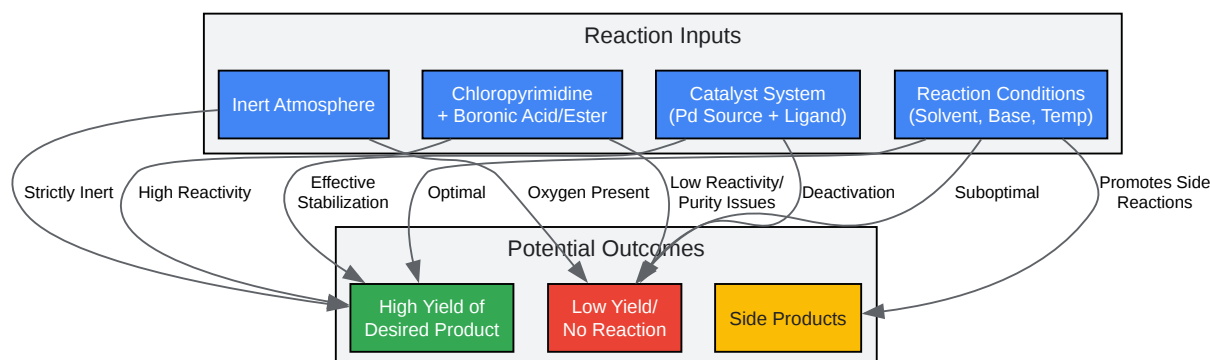 Reaction Inputs
Inert Atmosphere
Chloropyrimidine
+ Boronic Acid/Ester
Catalyst System
(Pd Source + Ligand)
Reaction Conditions
(Solvent, Base, Temp)
Strictly Inert
High Reactivity
Effective
Stabilization
Optimal
Oxygen Present
Low Reactivity/
Purity Issues
Deactivation
Suboptimal
Promotes Side
Reactions
Potential Outcomes
High Yield of
Desired Product
Low Yield/
No Reaction
Side Products